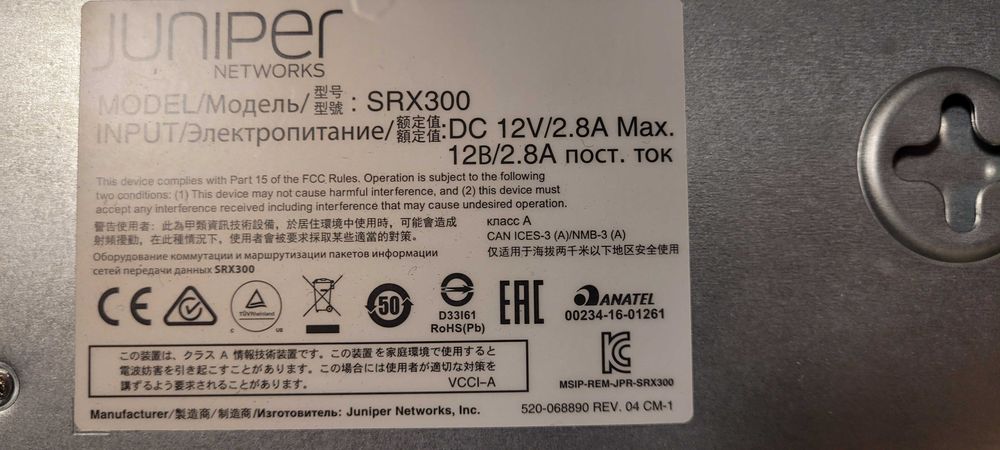 JUNIPer
NETWORKS
MODEL/Модель/型号/型號: SRX300
INPUT/Электропитание/额定值/額定值: DC 12V/2.8A Max.
12В/2.8A пост. ток
This device complies with Part 15 of the FCC Rules. Operation is subject to the following
two conditions: (1) This device may not cause harmful interference, and (2) this device must
accept any interference received including interference that may cause undesired operation.
警告使用者: 此為甲類資訊技術設備，於居住環境中使用時，可能會造成
射頻擾動，在此種情況下，使用者會被要求採取某些適當的對策。
класс A
CAN ICES-3 (A)/NMB-3 (A)
仅适用于海拔两千米以下地区安全使用
Оборудование коммутации и маршрутизации пакетов информации
сетей передачи данных SRX300
CE
TÜVRheinland
C US
50
D33I61
RoHS(Pb)
EAC
ANATEL
00234-16-01261
この装置は、クラス A 情報技術装置です。この装置を家庭環境で使用すると
電波妨害を引き起こすことがあります。この場合には使用者が適切な対策を
講ずるよう要求されることがあります。 VCCI-A
KC
MSIP-REM-JPR-SRX300
Manufacturer/製造商/制造商/Изготовитель: Juniper Networks, Inc.
520-068890 REV. 04 CM-1